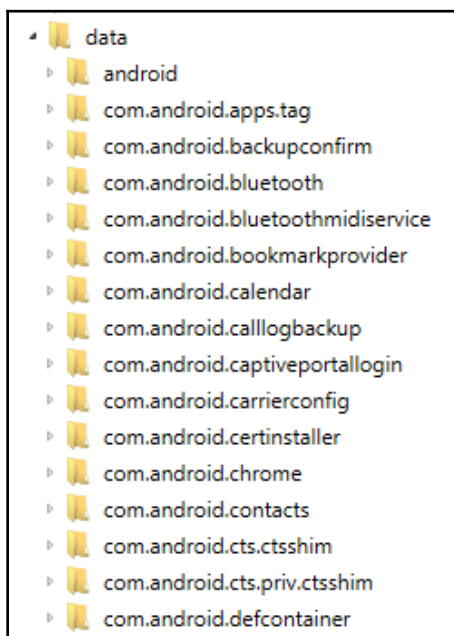 data
android
com.android.apps.tag
com.android.backupconfirm
com.android.bluetooth
com.android.bluetoothmidiservice
com.android.bookmarkprovider
com.android.calendar
com.android.calllogbackup
com.android.captiveportallogin
com.android.carrierconfig
com.android.certinstaller
com.android.chrome
com.android.contacts
com.android.cts.ctsshim
com.android.cts.priv.ctsshim
com.android.defcontainer